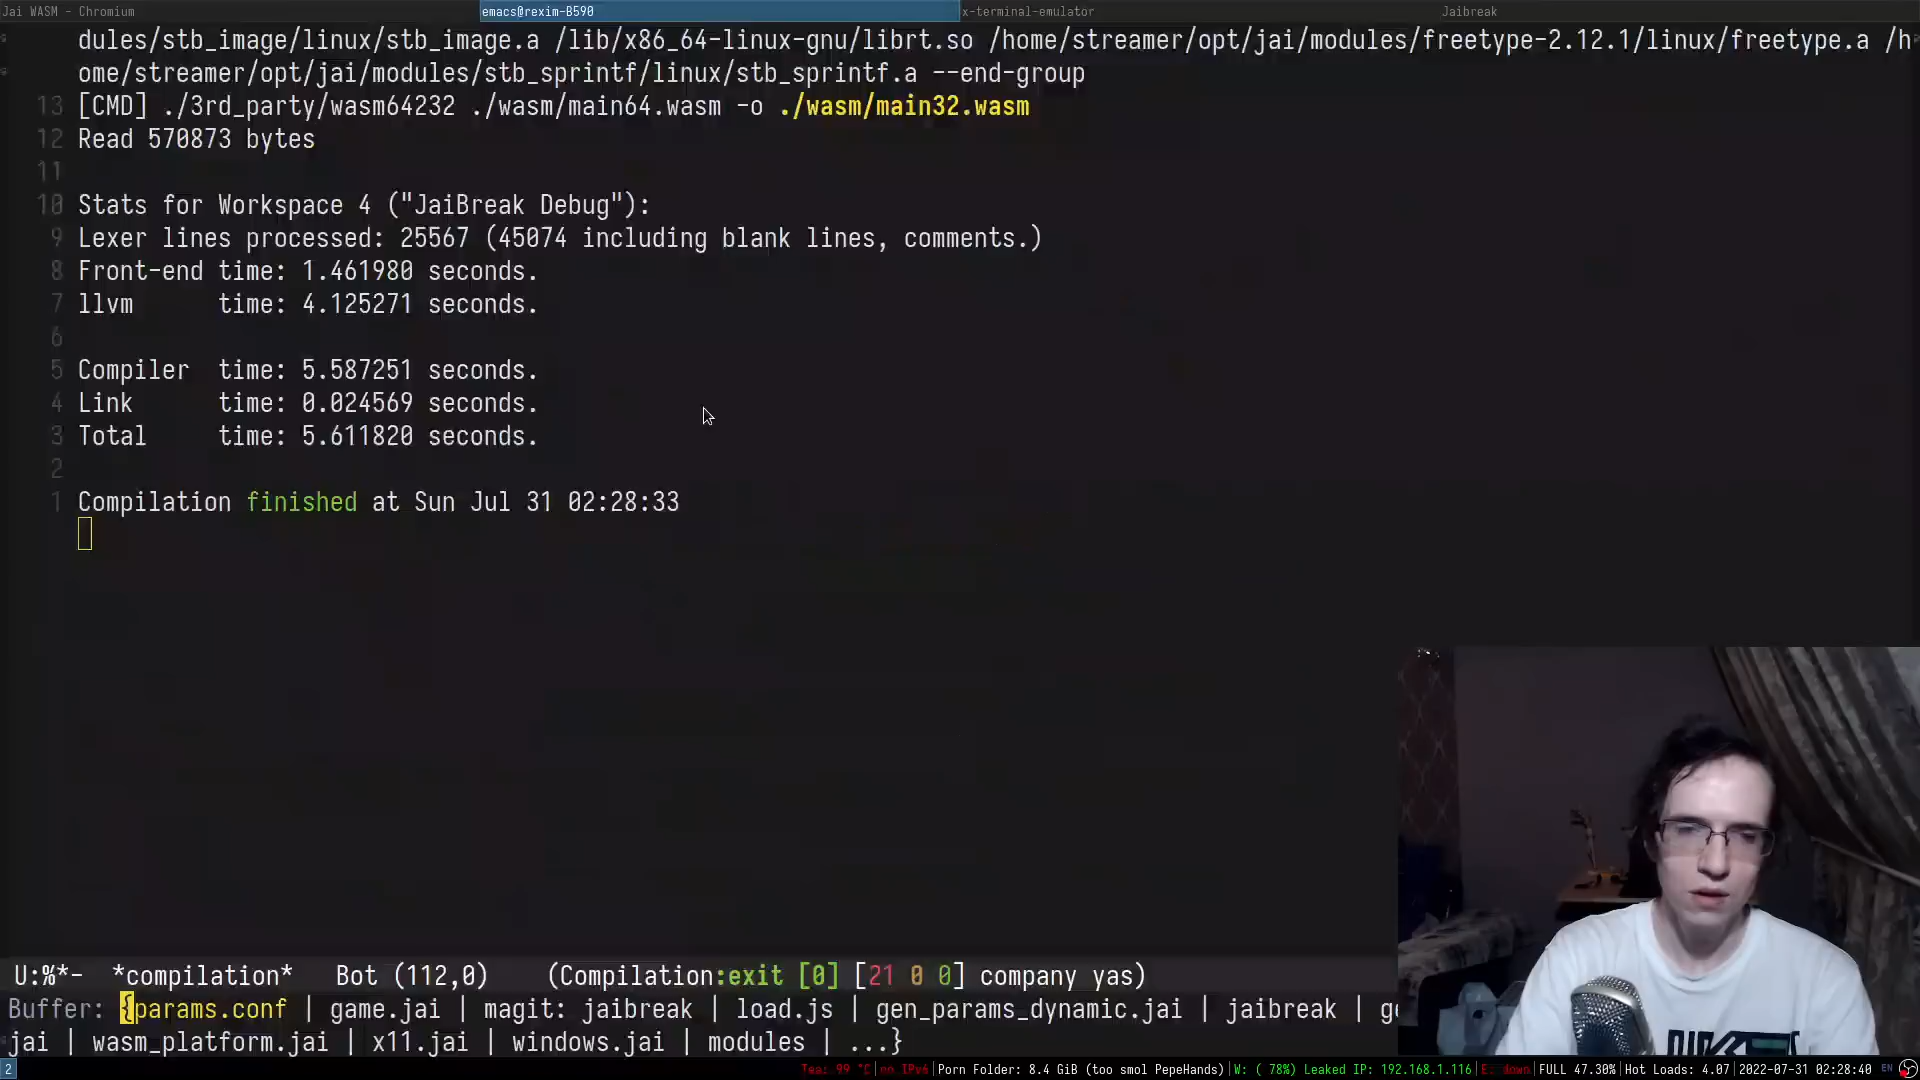 Jai WASM - Chromium emacs@rexim-B590 x-terminal-emulator Jaibreak
dules/stb_image/linux/stb_image.a /lib/x86_64-linux-gnu/librt.so /home/streamer/opt/jai/modules/freetype-2.12.1/linux/freetype.a /h
ome/streamer/opt/jai/modules/stb_sprintf/linux/stb_sprintf.a --end-group
13 [CMD] ./3rd_party/wasm64232 ./wasm/main64.wasm -o ./wasm/main32.wasm
12 Read 570873 bytes
11
10 Stats for Workspace 4 ("JaiBreak Debug"):
9 Lexer lines processed: 25567 (45074 including blank lines, comments.)
8 Front-end time: 1.461980 seconds.
7 llvm      time: 4.125271 seconds.
6
5 Compiler  time: 5.587251 seconds.
4 Link      time: 0.024569 seconds.
3 Total     time: 5.611820 seconds.
2
1 Compilation finished at Sun Jul 31 02:28:33
U:%*-  *compilation*   Bot (112,0)    (Compilation:exit [0] [21 0 0] company yas)
Buffer: {params.conf | game.jai | magit: jaibreak | load.js | gen_params_dynamic.jai | jaibreak | ge
jai | wasm_platform.jai | x11.jai | windows.jai | modules | ...}
2 Tea: 99 °C|no IPv6|Porn Folder: 8.4 GiB (too smol PepeHands)|W: ( 78%) Leaked IP: 192.168.1.116|E: down|FULL 47.30%|Hot Loads: 4.07|2022-07-31 02:28:40 EN